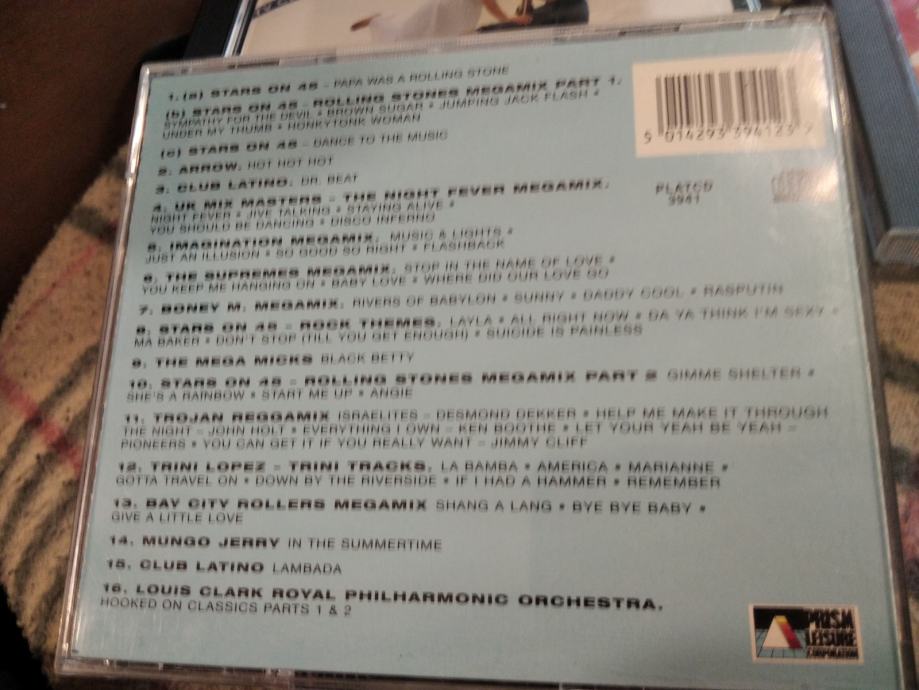 1. (a) STARS ON 45 - PAPA WAS A ROLLING STONE
(b) STARS ON 45 - ROLLING STONES MEGAMIX PART 1.
SYMPATHY FOR THE DEVIL * BROWN SUGAR * JUMPING JACK FLASH *
UNDER MY THUMB * HONKYTONK WOMAN
(c) STARS ON 45 - DANCE TO THE MUSIC
2. ARROW. HOT HOT HOT
3. CLUB LATINO. DR. BEAT
4. UK MIX MASTERS - THE NIGHT FEVER MEGAMIX.
NIGHT FEVER * JIVE TALKING * STAYING ALIVE *
YOU SHOULD BE DANCING * DISCO INFERNO
5. IMAGINATION MEGAMIX. MUSIC & LIGHTS *
JUST AN ILLUSION * SO GOOD SO RIGHT * FLASHBACK
6. THE SUPREMES MEGAMIX. STOP IN THE NAME OF LOVE *
YOU KEEP ME HANGING ON * BABY LOVE * WHERE DID OUR LOVE GO
7. BONEY M. MEGAMIX. RIVERS OF BABYLON * SUNNY * DADDY COOL * RASPUTIN
8. STARS ON 45 - ROCK THEMES. LAYLA * ALL RIGHT NOW * DA YA THINK I'M SEXY *
MA BAKER * DON'T STOP (TILL YOU GET ENOUGH) * SUICIDE IS PAINLESS
9. THE MEGA MICKS BLACK BETTY
10. STARS ON 45 - ROLLING STONES MEGAMIX PART 2 GIMME SHELTER *
SHE'S A RAINBOW * START ME UP * ANGIE
11. TROJAN REGGAMIX ISRAELITES - DESMOND DEKKER * HELP ME MAKE IT THROUGH
THE NIGHT - JOHN HOLT * EVERYTHING I OWN - KEN BOOTHE * LET YOUR YEAH BE YEAH -
PIONEERS * YOU CAN GET IT IF YOU REALLY WANT - JIMMY CLIFF
12. TRINI LOPEZ - TRINI TRACKS. LA BAMBA * AMERICA * MARIANNE *
GOTTA TRAVEL ON * DOWN BY THE RIVERSIDE * IF I HAD A HAMMER * REMEMBER
13. BAY CITY ROLLERS MEGAMIX SHANG A LANG * BYE BYE BABY *
GIVE A LITTLE LOVE
14. MUNGO JERRY IN THE SUMMERTIME
15. CLUB LATINO LAMBADA
16. LOUIS CLARK ROYAL PHILHARMONIC ORCHESTRA.
HOOKED ON CLASSICS PARTS 1 & 2
5 014293 394123 7
PLATCD
3941
PRISM
LEISURE
CORPORATION